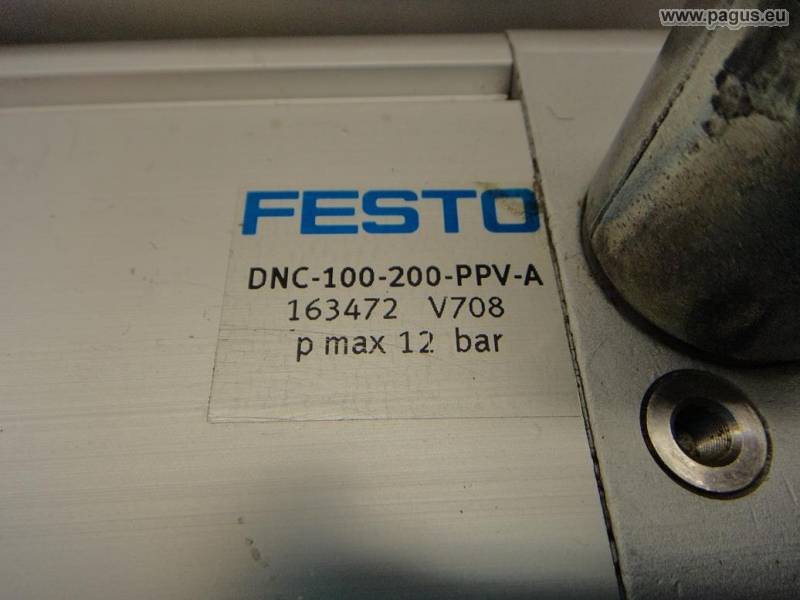 www.pagus.eu
FESTO
DNC-100-200-PPV-A
163472 V708
p max 12 bar